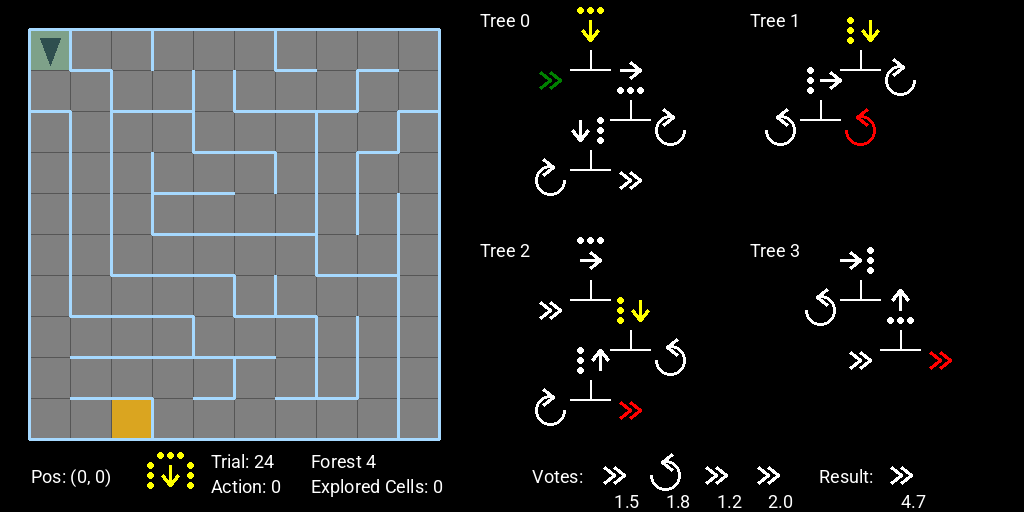 Tree 0
Tree 1
Tree 2
Tree 3
Pos: (0, 0)
Trial: 24
Forest 4
Action: 0
Explored Cells: 0
Votes:
1.5
1.8
1.2
2.0
Result:
4.7